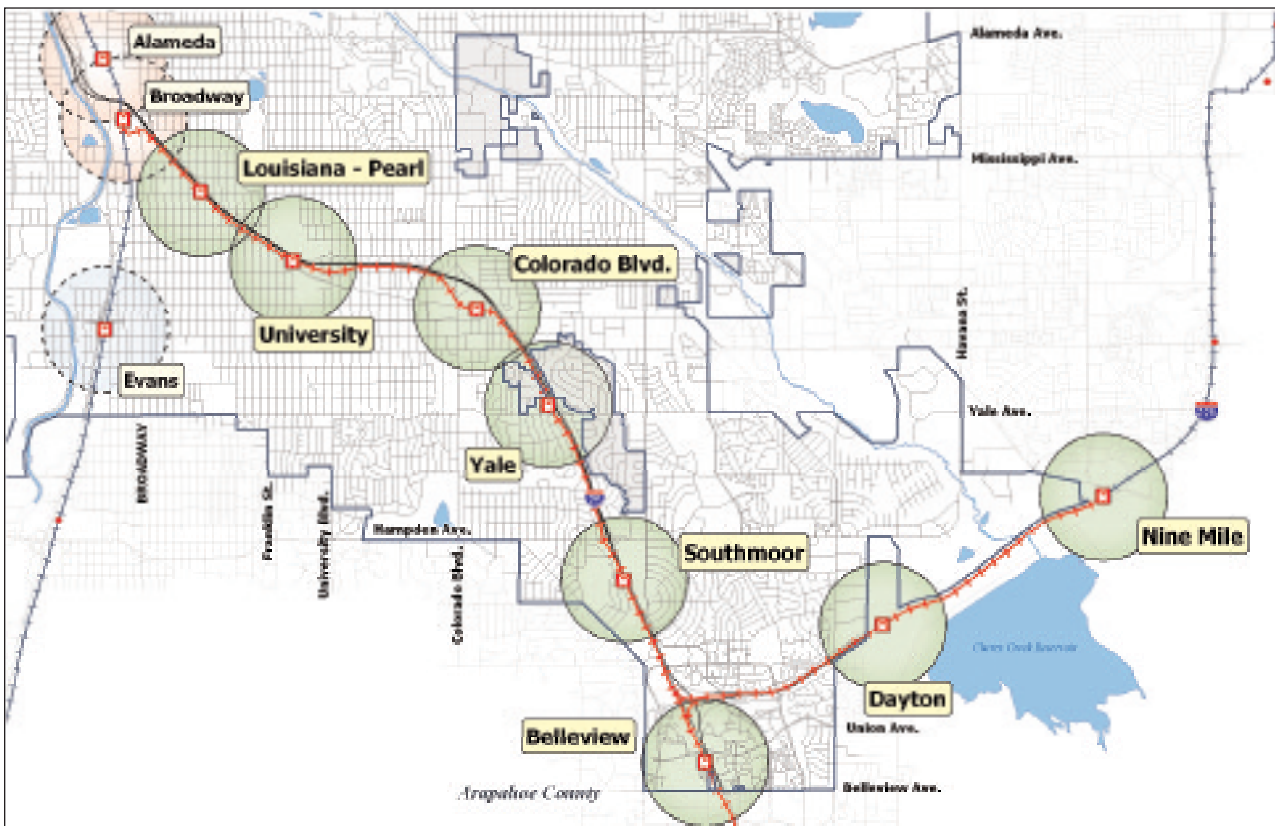 Alameda
Alameda Ave.
Broadway
Mississippi Ave.
Louisiana - Pearl
Colorado Blvd.
University
Havana St.
Evans
Yale Ave.
BROADWAY
Yale
Franklin St.
University Blvd.
Hampden Ave.
Colorado Blvd.
Southmoor
Nine Mile
Cherry Creek Reservoir
Dayton
Union Ave.
Belleview
Arapahoe County
Belleview Ave.